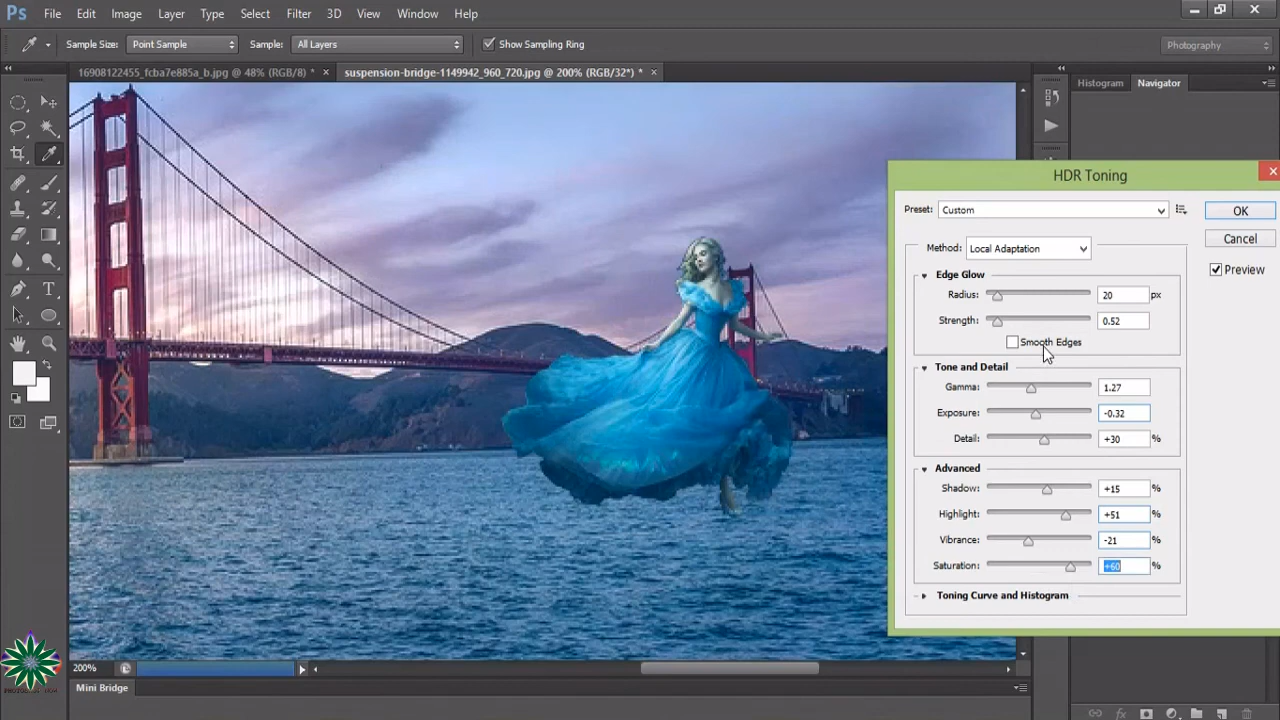 Ps File Edit Image Layer Type Select Filter 3D View Window Help
Sample Size: Point Sample Sample: All Layers Show Sampling Ring Photography
16908122455_fcba7e885a_b.jpg @ 48% (RGB/8) * × suspension-bridge-1149942_960_720.jpg @ 200% (RGB/32*) * ×
Histogram Navigator
HDR Toning
Preset: Custom OK
Cancel
Method: Local Adaptation
Preview
Edge Glow
Radius: 20 px
Strength: 0.52
Smooth Edges
Tone and Detail
Gamma: 1.27
Exposure: -0.32
Detail: +30 %
Advanced
Shadow: +15 %
Highlight: +51 %
Vibrance: -21 %
Saturation: +60 %
Toning Curve and Histogram
200%
Mini Bridge